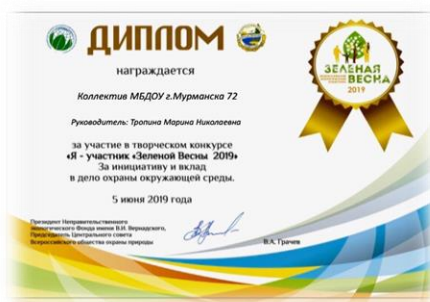 ДИПЛОМ
награждается
Коллектив МБДОУ г.Мурманска 72
Руководитель: Тропина Марина Николаевна
за участие в творческом конкурсе
«Я - участник «Зеленой Весны 2019»
За инициативу и вклад
в дело охраны окружающей среды.
5 июня 2019 года
Президент Неправительственного
экологического Фонда имени В.И. Вернадского,
Председатель Центрального совета
Всероссийского общества охраны природы
В.А. Грачев
ЗЕЛЕНАЯ
ВЕСНА
2019